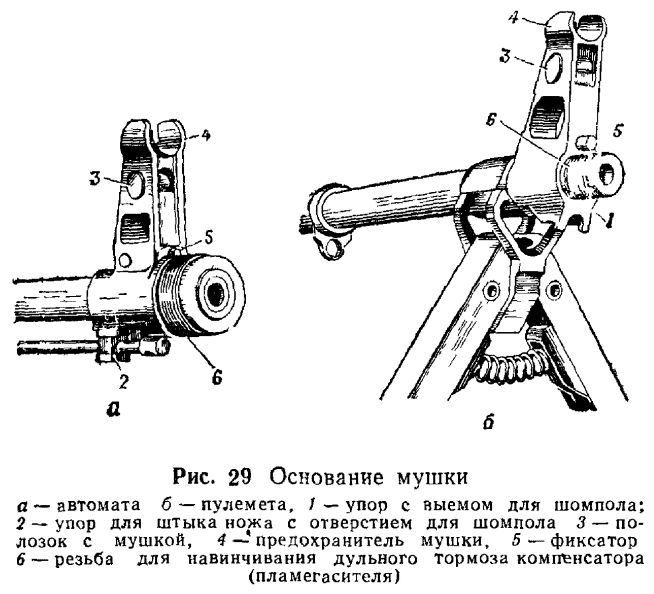 4
3
6
5
1
4
3
5
2
6
а
б
Рис. 29 Основание мушки
а — автомата б — пулемета, 1 — упор с выемом для шомпола;
2 — упор для штыка ножа с отверстием для шомпола 3 — по-
лозок с мушкой, 4 — предохранитель мушки, 5 — фиксатор
6 — резьба для навинчивания дульного тормоза компенсатора
(пламегасителя)